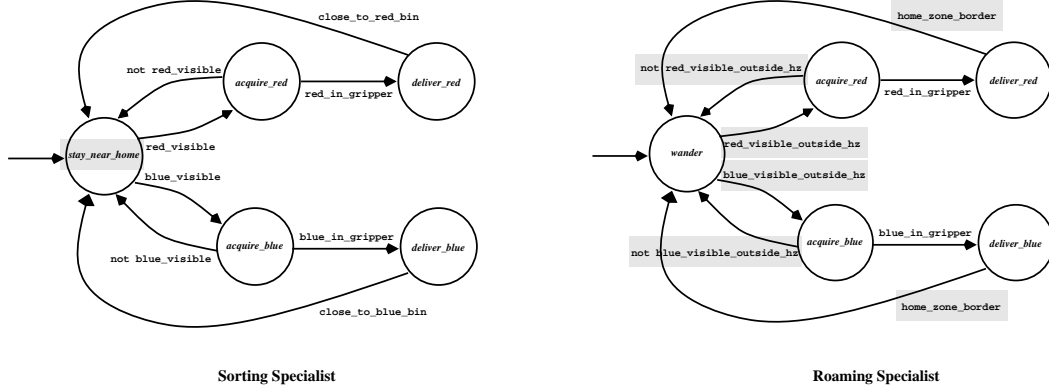 close_to_red_bin
not red_visible
acquire_red
deliver_red
red_in_gripper
stay_near_home
red_visible
blue_visible
acquire_blue
blue_in_gripper
deliver_blue
not blue_visible
close_to_blue_bin
Sorting Specialist
home_zone_border
not red_visible_outside_hz
acquire_red
deliver_red
red_in_gripper
wander
red_visible_outside_hz
blue_visible_outside_hz
acquire_blue
blue_in_gripper
deliver_blue
not blue_visible_outside_hz
home_zone_border
Roaming Specialist